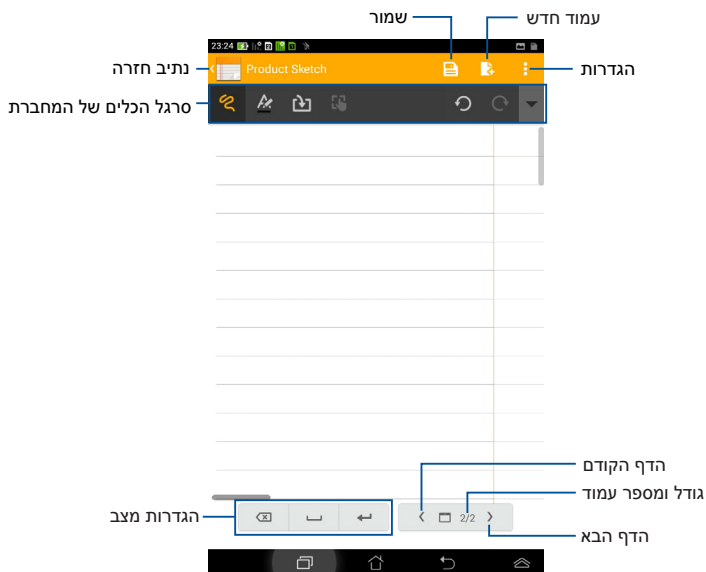 עמוד חדש
שמור
23:24
נתיב חזרה
Product Sketch
הגדרות
סרגל הכלים של המחברת
הדף הקודם
גודל ומספר עמוד
הגדרות מצב
2/2
הדף הבא